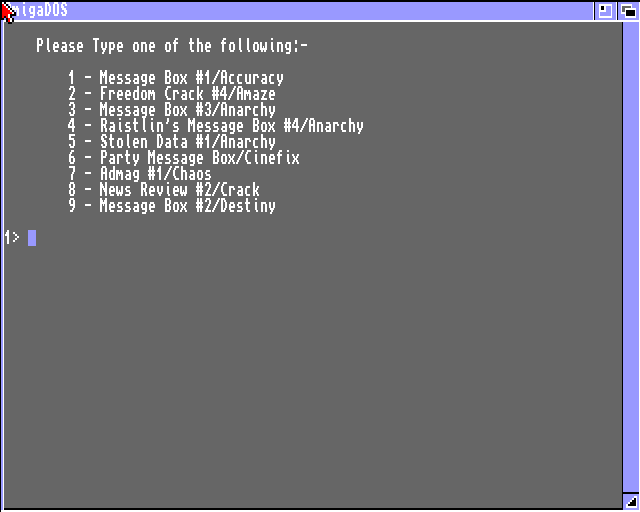 migaDOS
Please Type one of the following:-
1 - Message Box #1/Accuracy
2 - Freedom Crack #4/Amaze
3 - Message Box #3/Anarchy
4 - Raistlin's Message Box #4/Anarchy
5 - Stolen Data #1/Anarchy
6 - Party Message Box/Cinefix
7 - Admag #1/Chaos
8 - News Review #2/Crack
9 - Message Box #2/Destiny
1>